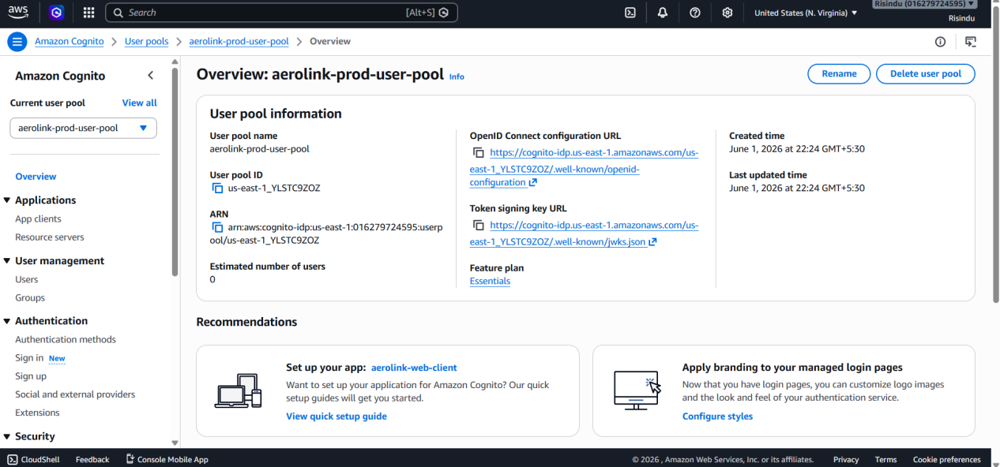 aws
Search
[Alt+S]
United States (N. Virginia)
Risindu (016279724595)
Risindu
Amazon Cognito
User pools
aerolink-prod-user-pool
Overview
Amazon Cognito
Current user pool
View all
aerolink-prod-user-pool
Overview
Applications
App clients
Resource servers
User management
Users
Groups
Authentication
Authentication methods
Sign in New
Sign up
Social and external providers
Extensions
Security
Overview: aerolink-prod-user-pool Info
Rename
Delete user pool
User pool information
User pool name
aerolink-prod-user-pool
User pool ID
us-east-1_YLSTC9ZOZ
ARN
arn:aws:cognito-idp:us-east-1:016279724595:userp
ool/us-east-1_YLSTC9ZOZ
Estimated number of users
0
OpenID Connect configuration URL
https://cognito-idp.us-east-1.amazonaws.com/us-
east-1_YLSTC9ZOZ/.well-known/openid-
configuration
Token signing key URL
https://cognito-idp.us-east-1.amazonaws.com/us-
east-1_YLSTC9ZOZ/.well-known/jwks.json
Feature plan
Essentials
Created time
June 1, 2026 at 22:24 GMT+5:30
Last updated time
June 1, 2026 at 22:24 GMT+5:30
Recommendations
Set up your app: aerolink-web-client
Want to set up your application for Amazon Cognito? Our quick
setup guides will get you started.
View quick setup guide
Apply branding to your managed login pages
Now that you have login pages, you can customize logo images
and the look and feel of your authentication service.
Configure styles
CloudShell
Feedback
Console Mobile App
© 2026, Amazon Web Services, Inc. or its affiliates.
Privacy
Terms
Cookie preferences